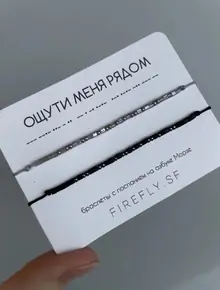 ОЩУТИ МЕНЯ РЯДОМ
браслеты с посланием на азбуке Морзе
FIREFLY.SF